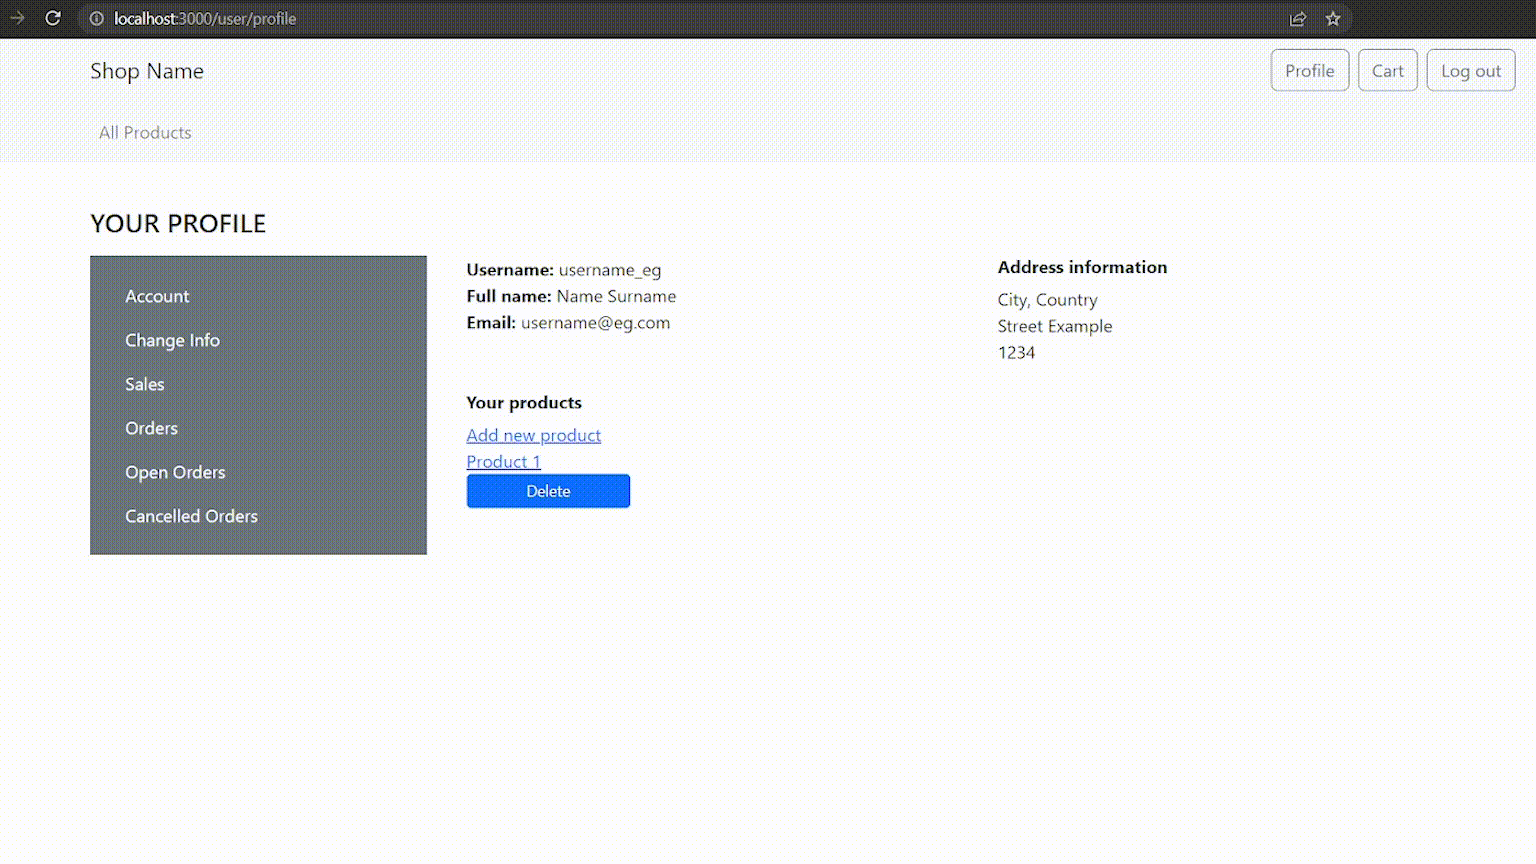 localhost:3000/user/profile
Shop Name
Profile
Cart
Log out
All Products
YOUR PROFILE
Account
Change Info
Sales
Orders
Open Orders
Cancelled Orders
Username: username_eg
Full name: Name Surname
Email: username@eg.com
Your products
Add new product
Product 1
Delete
Address information
City, Country
Street Example
1234